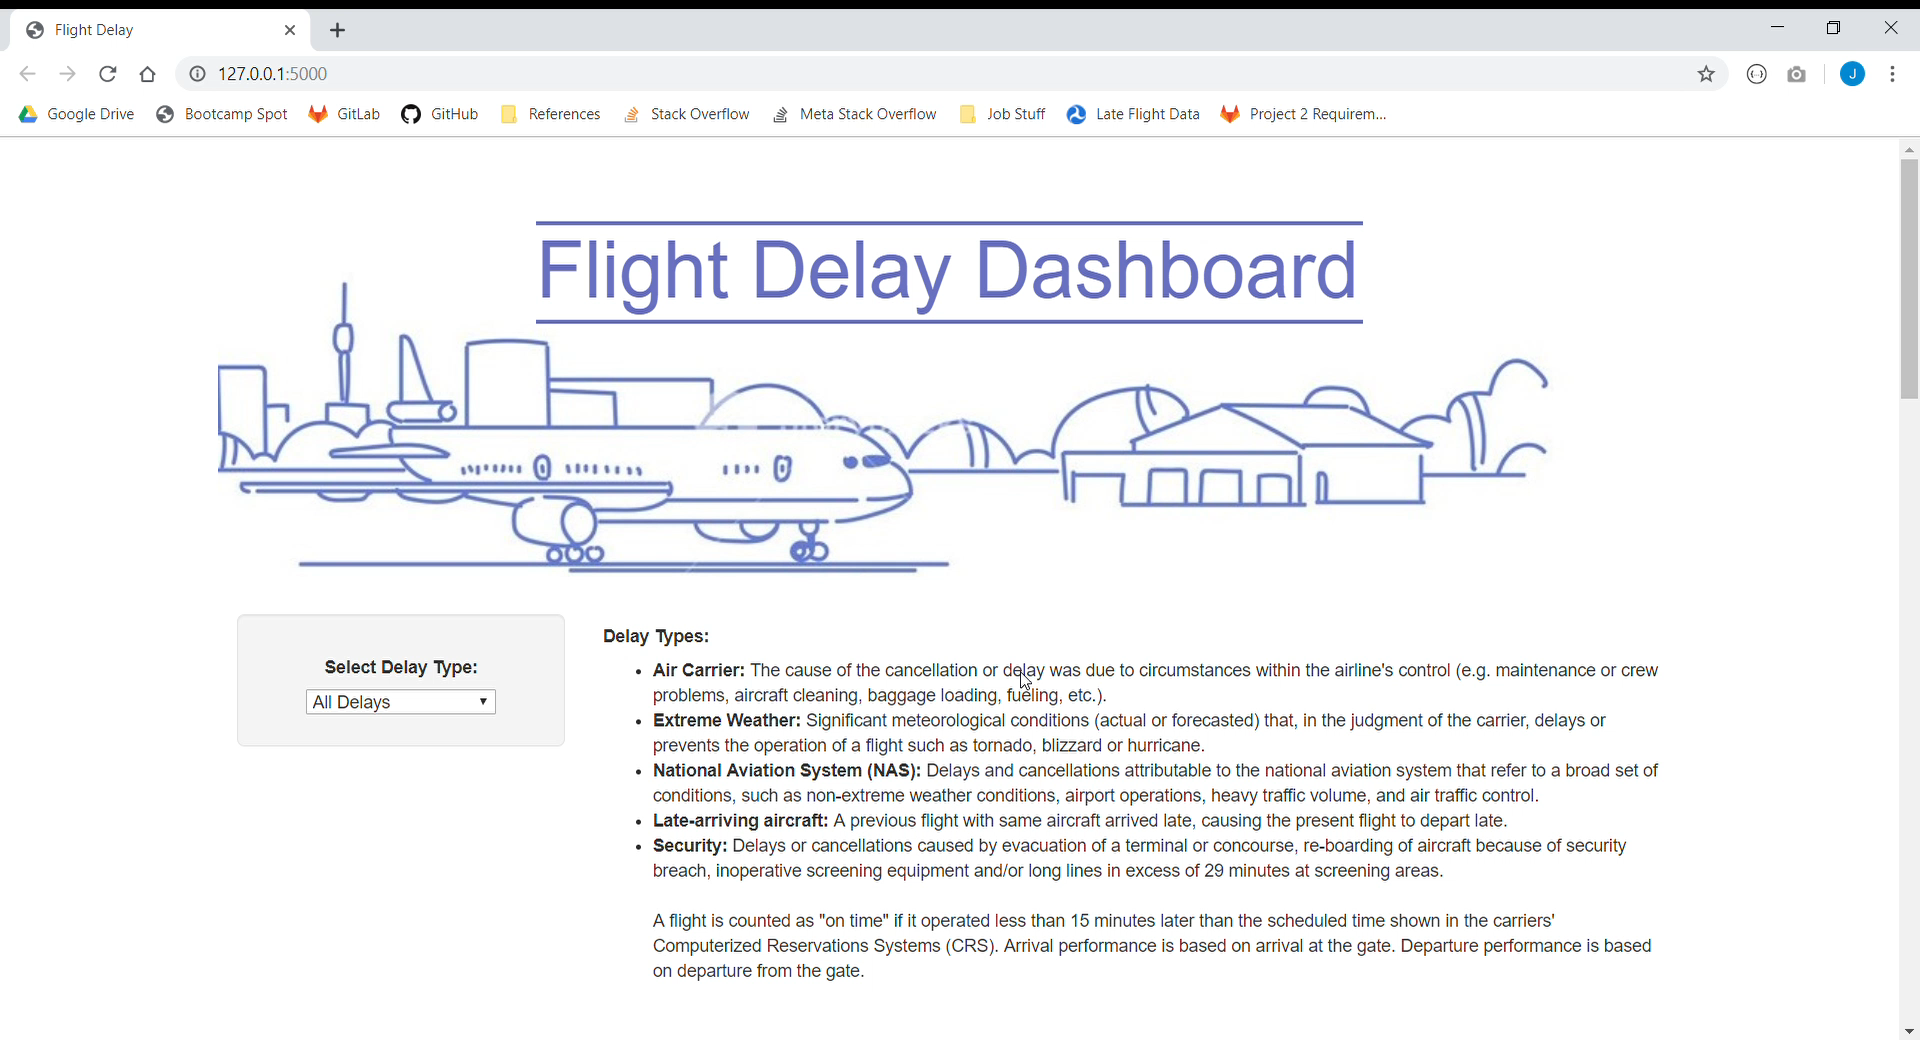 Flight Delay
127.0.0.1:5000
Google Drive Bootcamp Spot GitLab GitHub References Stack Overflow Meta Stack Overflow Job Stuff Late Flight Data Project 2 Requirem...
J
Flight Delay Dashboard
Select Delay Type:
All Delays
Delay Types:
• Air Carrier: The cause of the cancellation or delay was due to circumstances within the airline's control (e.g. maintenance or crew
problems, aircraft cleaning, baggage loading, fueling, etc.).
• Extreme Weather: Significant meteorological conditions (actual or forecasted) that, in the judgment of the carrier, delays or
prevents the operation of a flight such as tornado, blizzard or hurricane.
• National Aviation System (NAS): Delays and cancellations attributable to the national aviation system that refer to a broad set of
conditions, such as non-extreme weather conditions, airport operations, heavy traffic volume, and air traffic control.
• Late-arriving aircraft: A previous flight with same aircraft arrived late, causing the present flight to depart late.
• Security: Delays or cancellations caused by evacuation of a terminal or concourse, re-boarding of aircraft because of security
breach, inoperative screening equipment and/or long lines in excess of 29 minutes at screening areas.
A flight is counted as "on time" if it operated less than 15 minutes later than the scheduled time shown in the carriers'
Computerized Reservations Systems (CRS). Arrival performance is based on arrival at the gate. Departure performance is based
on departure from the gate.